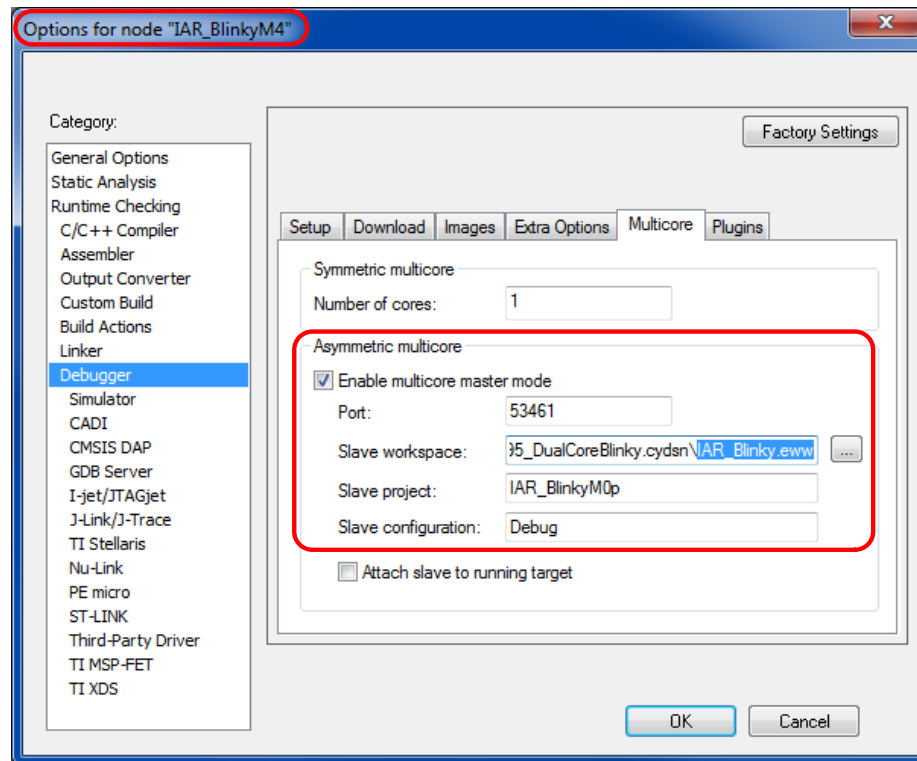 Options for node "IAR_BlinkyM4"
Category:
General Options
Static Analysis
Runtime Checking
C/C++ Compiler
Assembler
Output Converter
Custom Build
Build Actions
Linker
Debugger
Simulator
CADI
CMSIS DAP
GDB Server
I-jet/JTAGjet
J-Link/J-Trace
TI Stellaris
Nu-Link
PE micro
ST-LINK
Third-Party Driver
TI MSP-FET
TI XDS
Factory Settings
Setup Download Images Extra Options Multicore Plugins
Symmetric multicore
Number of cores: 1
Asymmetric multicore
Enable multicore master mode
Port: 53461
Slave workspace: 95_DualCoreBlinky.cydsn\IAR_Blinky.eww ...
Slave project: IAR_BlinkyM0p
Slave configuration: Debug
Attach slave to running target
OK Cancel